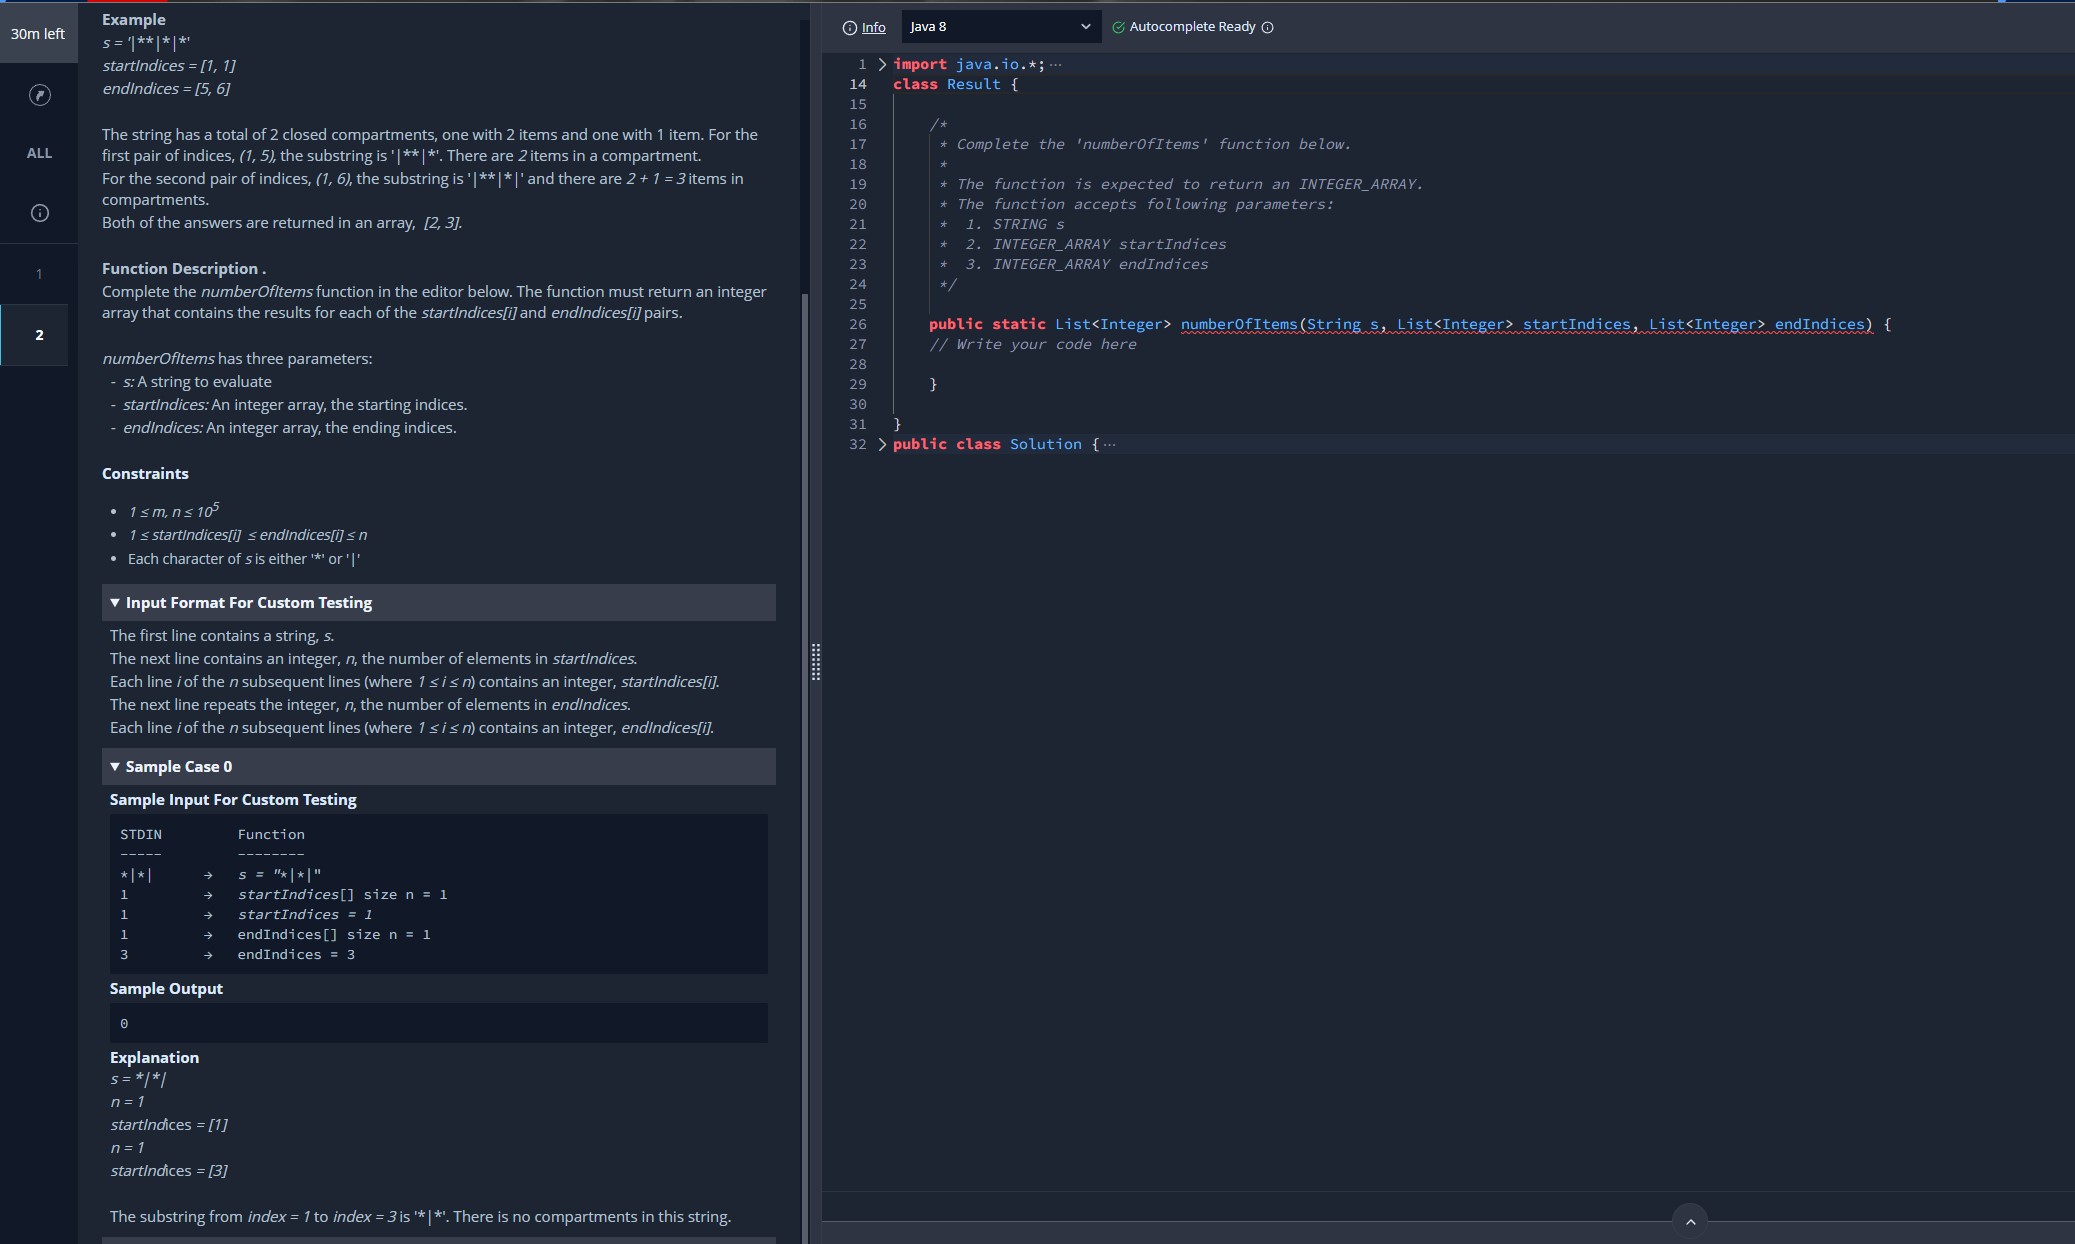 30m left
ALL
1
2
Example
s = '|**|*|*'
startIndices = [1, 1]
endIndices = [5, 6]
The string has a total of 2 closed compartments, one with 2 items and one with 1 item. For the
first pair of indices, (1, 5), the substring is '|**|*'. There are 2 items in a compartment.
For the second pair of indices, (1, 6), the substring is '|**|*|' and there are 2 + 1 = 3 items in
compartments.
Both of the answers are returned in an array, [2, 3].
Function Description .
Complete the numberOfItems function in the editor below. The function must return an integer
array that contains the results for each of the startIndices[i] and endIndices[i] pairs.
numberOfItems has three parameters:
- s: A string to evaluate
- startIndices: An integer array, the starting indices.
- endIndices: An integer array, the ending indices.
Constraints
• 1 ≤ m, n ≤ 10⁵
• 1 ≤ startIndices[i] ≤ endIndices[i] ≤ n
• Each character of s is either '*' or '|'
▼ Input Format For Custom Testing
The first line contains a string, s.
The next line contains an integer, n, the number of elements in startIndices.
Each line i of the n subsequent lines (where 1 ≤ i ≤ n) contains an integer, startIndices[i].
The next line repeats the integer, n, the number of elements in endIndices.
Each line i of the n subsequent lines (where 1 ≤ i ≤ n) contains an integer, endIndices[i].
▼ Sample Case 0
Sample Input For Custom Testing
STDIN Function
----- --------
*|*| → s = "*|*|"
1 → startIndices[] size n = 1
1 → startIndices = 1
1 → endIndices[] size n = 1
3 → endIndices = 3
Sample Output
0
Explanation
s = *|*|
n = 1
startIndices = [1]
n = 1
startIndices = [3]
The substring from index = 1 to index = 3 is '*|*'. There is no compartments in this string.
Info Java 8 Autocomplete Ready
1 > import java.io.*; ···
14 class Result {
15
16 /*
17 * Complete the 'numberOfItems' function below.
18 *
19 * The function is expected to return an INTEGER_ARRAY.
20 * The function accepts following parameters:
21 * 1. STRING s
22 * 2. INTEGER_ARRAY startIndices
23 * 3. INTEGER_ARRAY endIndices
24 */
25
26 public static List<Integer> numberOfItems(String s, List<Integer> startIndices, List<Integer> endIndices) {
27 // Write your code here
28
29 }
30
31 }
32 > public class Solution { ···